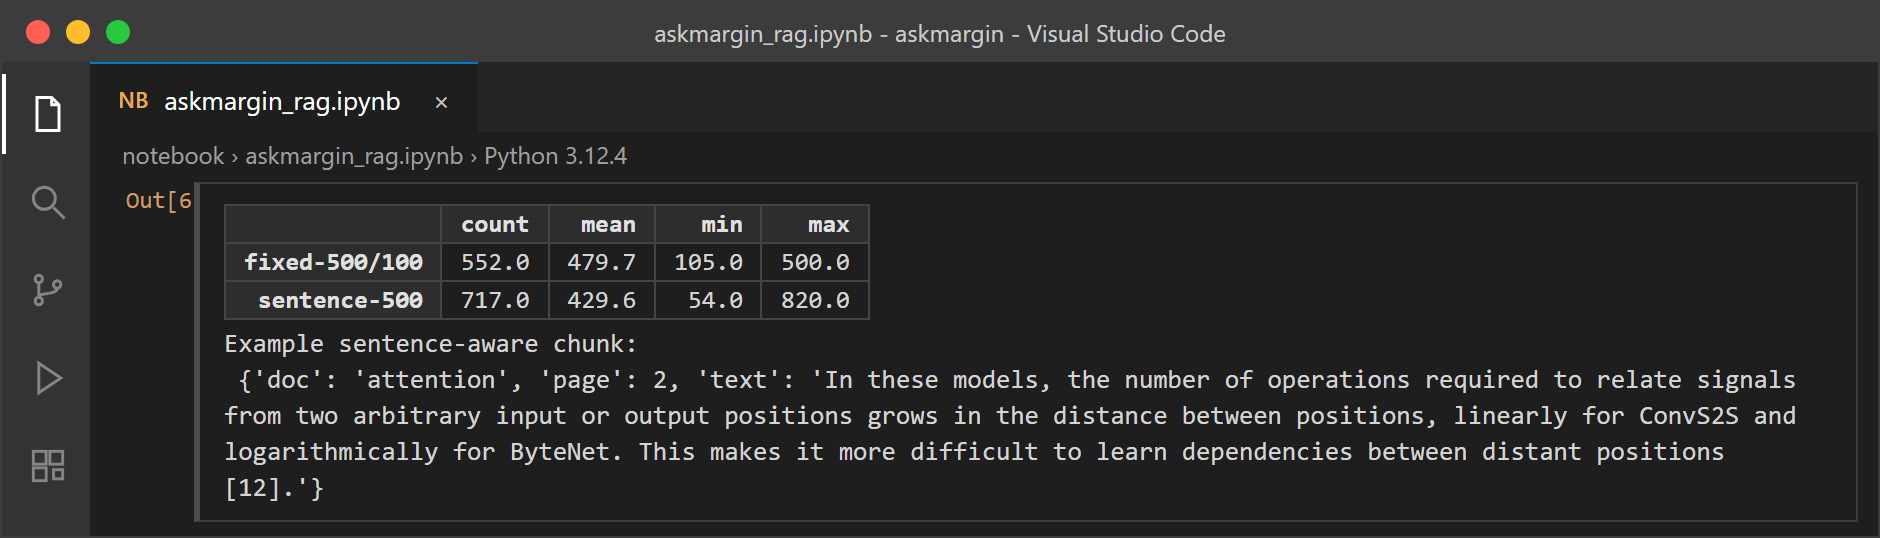 askmargin_rag.ipynb - askmargin - Visual Studio Code
NB askmargin_rag.ipynb ×
notebook › askmargin_rag.ipynb › Python 3.12.4
Out[6
count mean min max
fixed-500/100 552.0 479.7 105.0 500.0
sentence-500 717.0 429.6 54.0 820.0
Example sentence-aware chunk:
{'doc': 'attention', 'page': 2, 'text': 'In these models, the number of operations required to relate signals
from two arbitrary input or output positions grows in the distance between positions, linearly for ConvS2S and
logarithmically for ByteNet. This makes it more difficult to learn dependencies between distant positions
[12].'}